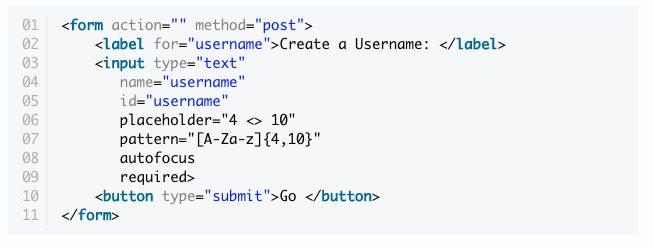 01 <form action="" method="post">
02     <label for="username">Create a Username: </label>
03     <input type="text"
04        name="username"
05        id="username"
06        placeholder="4 <> 10"
07        pattern="[A-Za-z]{4,10}"
08        autofocus
09        required>
10     <button type="submit">Go </button>
11 </form>